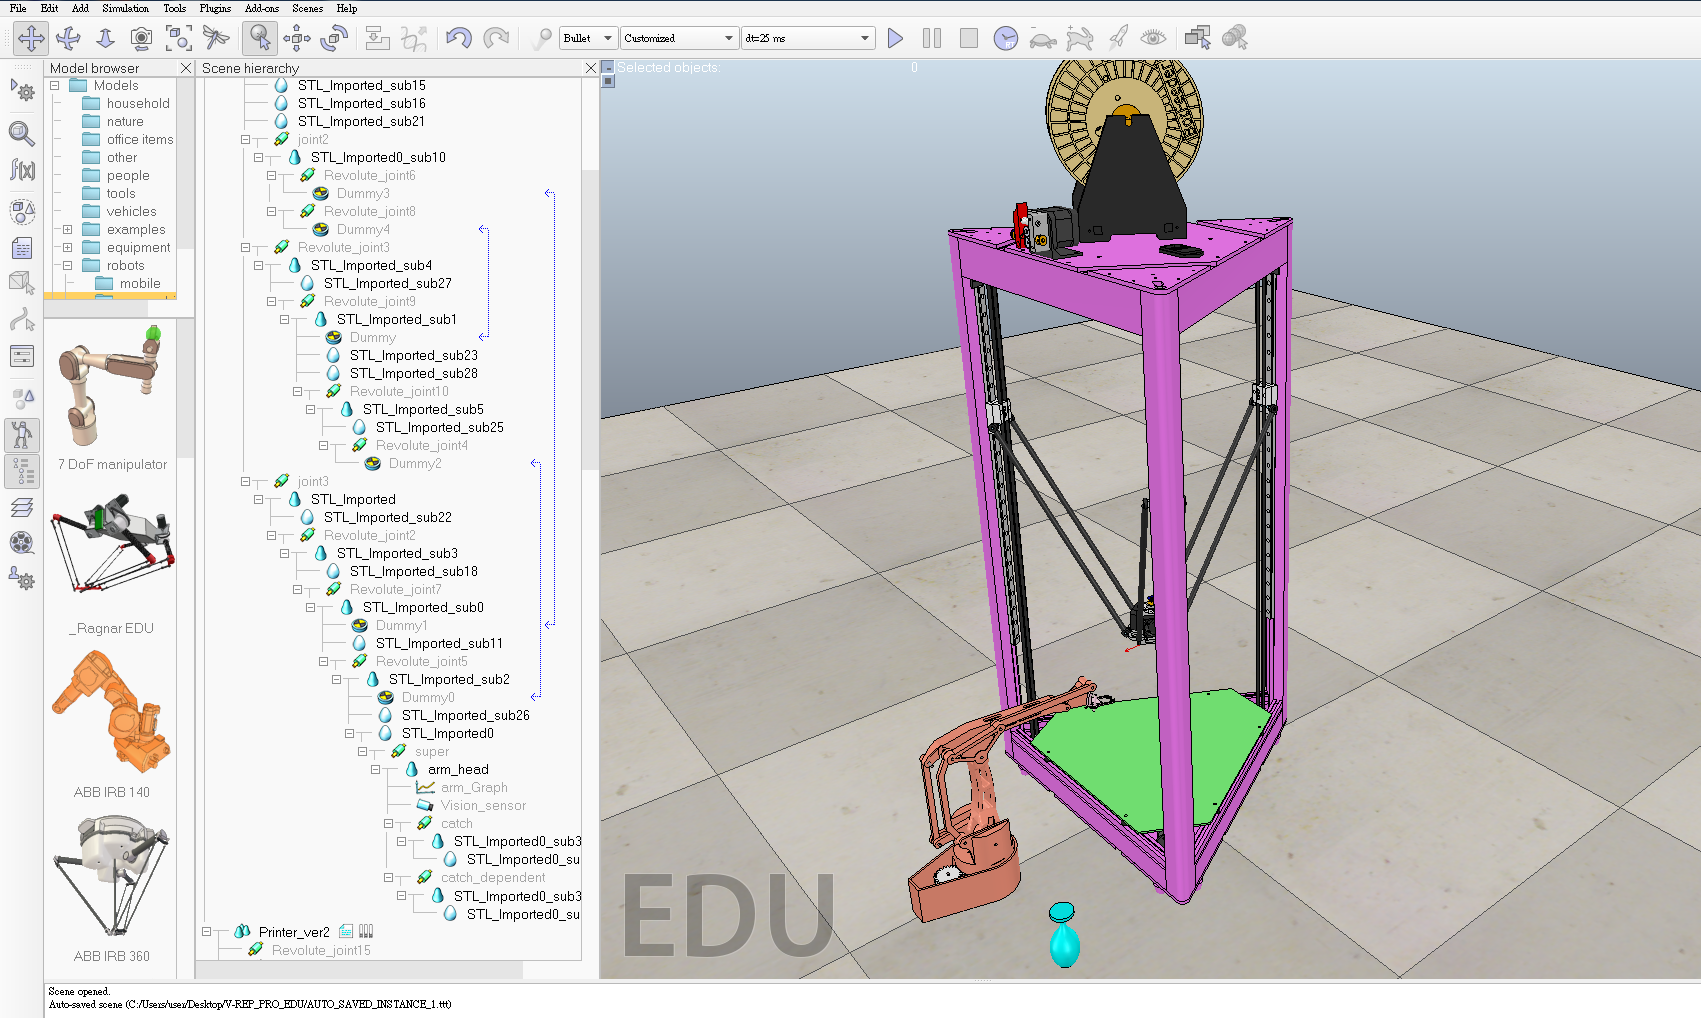 File Edit Add Simulation Tools Plugins Add-ons Scenes Help
Bullet Customized dt=25 ms
Model browser
Models
household
nature
office items
other
people
tools
vehicles
examples
equipment
robots
mobile
7 DoF manipulator
_Ragnar EDU
ABB IRB 140
ABB IRB 360
Scene hierarchy
STL_Imported_sub15
STL_Imported_sub16
STL_Imported_sub21
joint2
STL_Imported0_sub10
Revolute_joint6
Dummy3
Revolute_joint8
Dummy4
Revolute_joint3
STL_Imported_sub4
STL_Imported_sub27
Revolute_joint9
STL_Imported_sub1
Dummy
STL_Imported_sub23
STL_Imported_sub28
Revolute_joint10
STL_Imported_sub5
STL_Imported_sub25
Revolute_joint4
Dummy2
joint3
STL_Imported
STL_Imported_sub22
Revolute_joint2
STL_Imported_sub3
STL_Imported_sub18
Revolute_joint7
STL_Imported_sub0
Dummy1
STL_Imported_sub11
Revolute_joint5
STL_Imported_sub2
Dummy0
STL_Imported_sub26
STL_Imported0
super
arm_head
arm_Graph
Vision_sensor
catch
STL_Imported0_sub3
STL_Imported0_su
catch_dependent
STL_Imported0_sub3
STL_Imported0_su
Printer_ver2
Revolute_joint15
Selected objects: 0
EDU
Scene opened.
Auto-saved scene (C:/Users/user/Desktop/V-REP_PRO_EDU/AUTO_SAVED_INSTANCE_1.ttt)